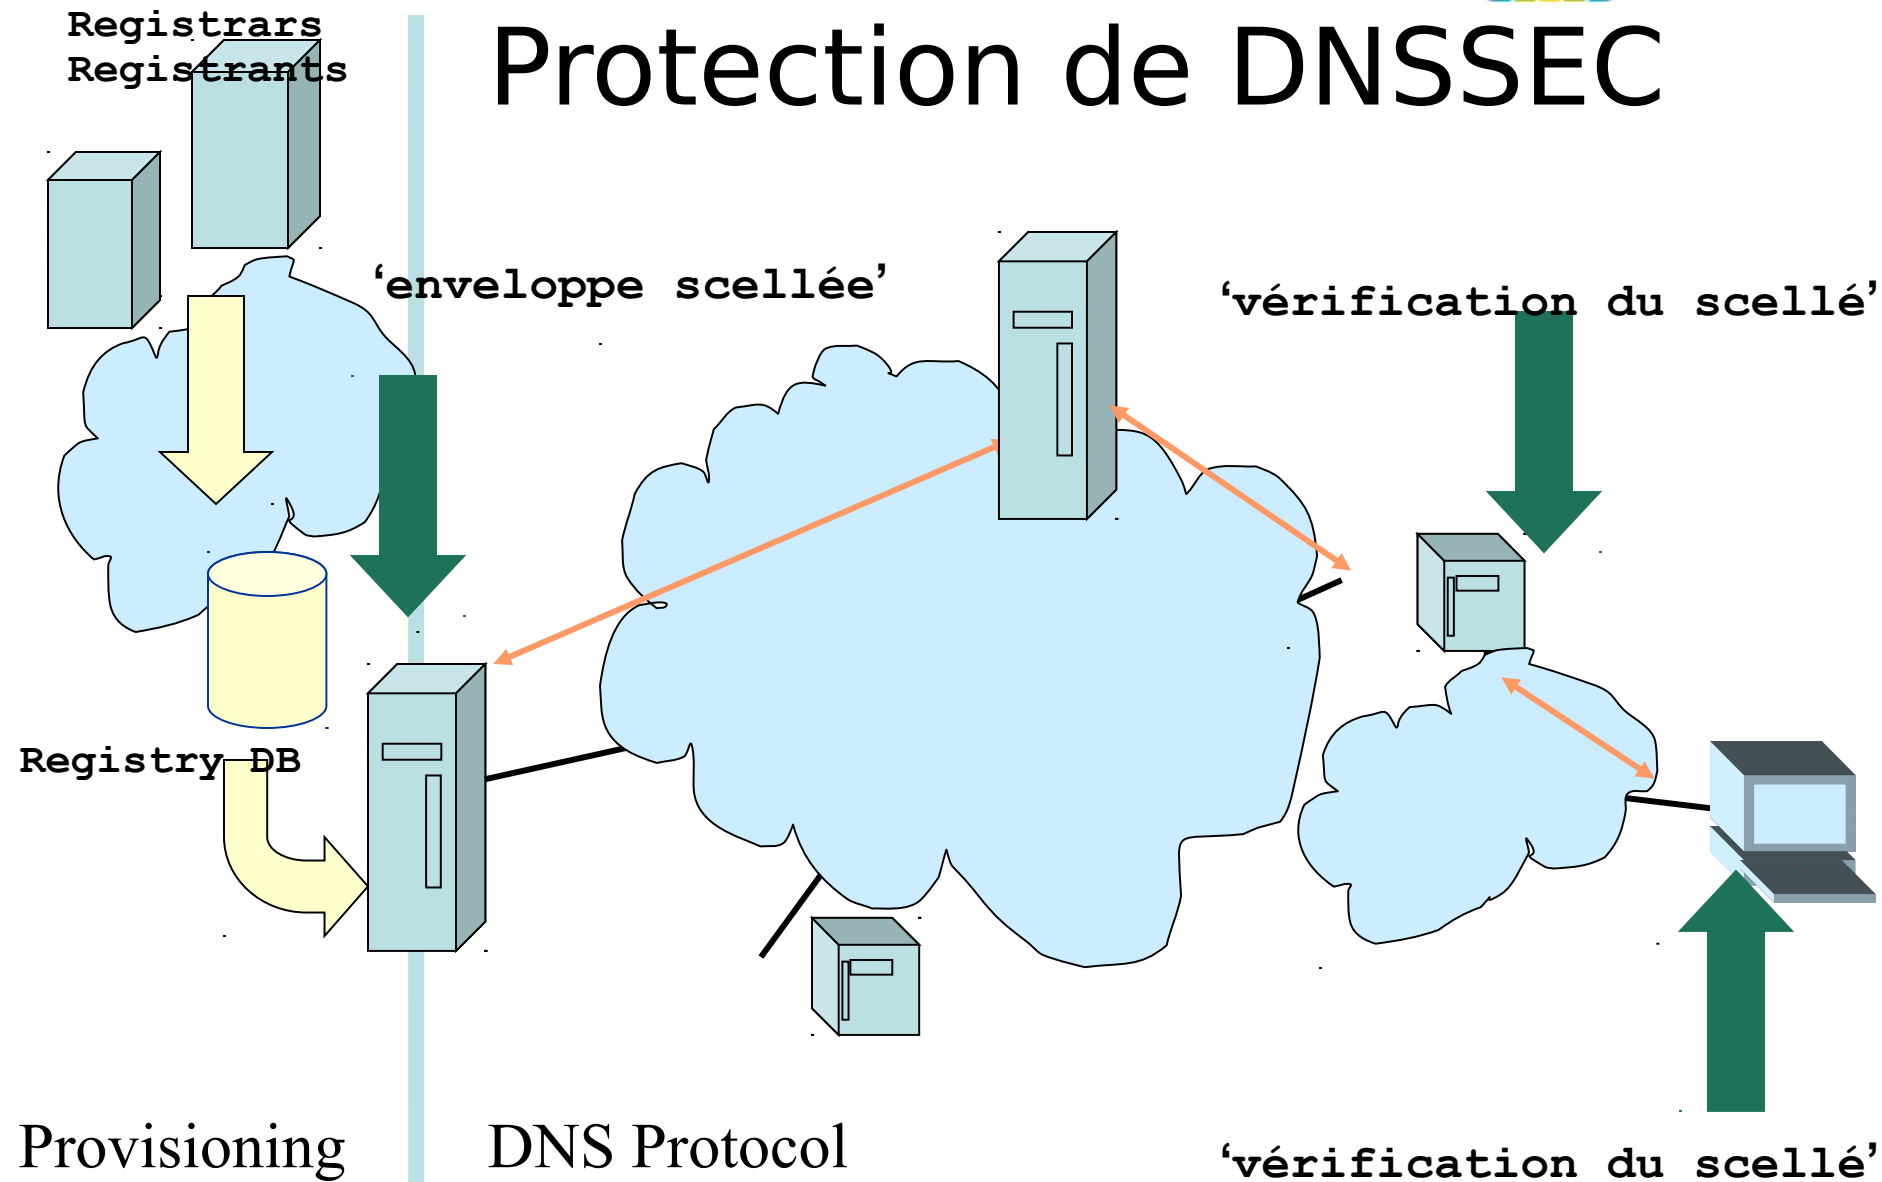 Registrars
Registrants
Protection de DNSSEC
‘enveloppe scellée’
‘vérification du scellé’
Registry DB
Provisioning
DNS Protocol
‘vérification du scellé’